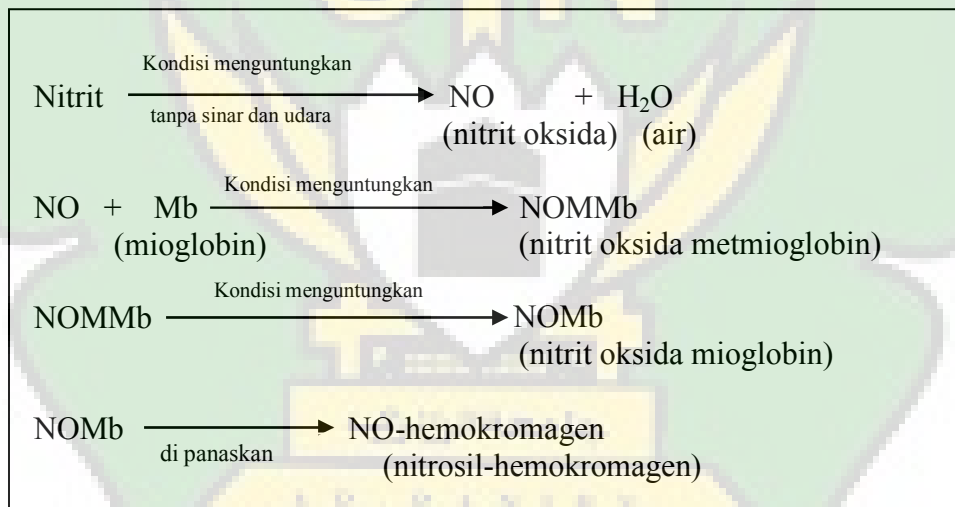 Kondisi menguntungkan
Nitrit → NO + H₂O
tanpa sinar dan udara
(nitrit oksida) (air)
Kondisi menguntungkan
NO + Mb → NOMMb
(mioglobin) (nitrit oksida metmioglobin)
Kondisi menguntungkan
NOMMb → NOMb
(nitrit oksida mioglobin)
NOMb → NO-hemokromagen
di panaskan
(nitrosil-hemokromagen)